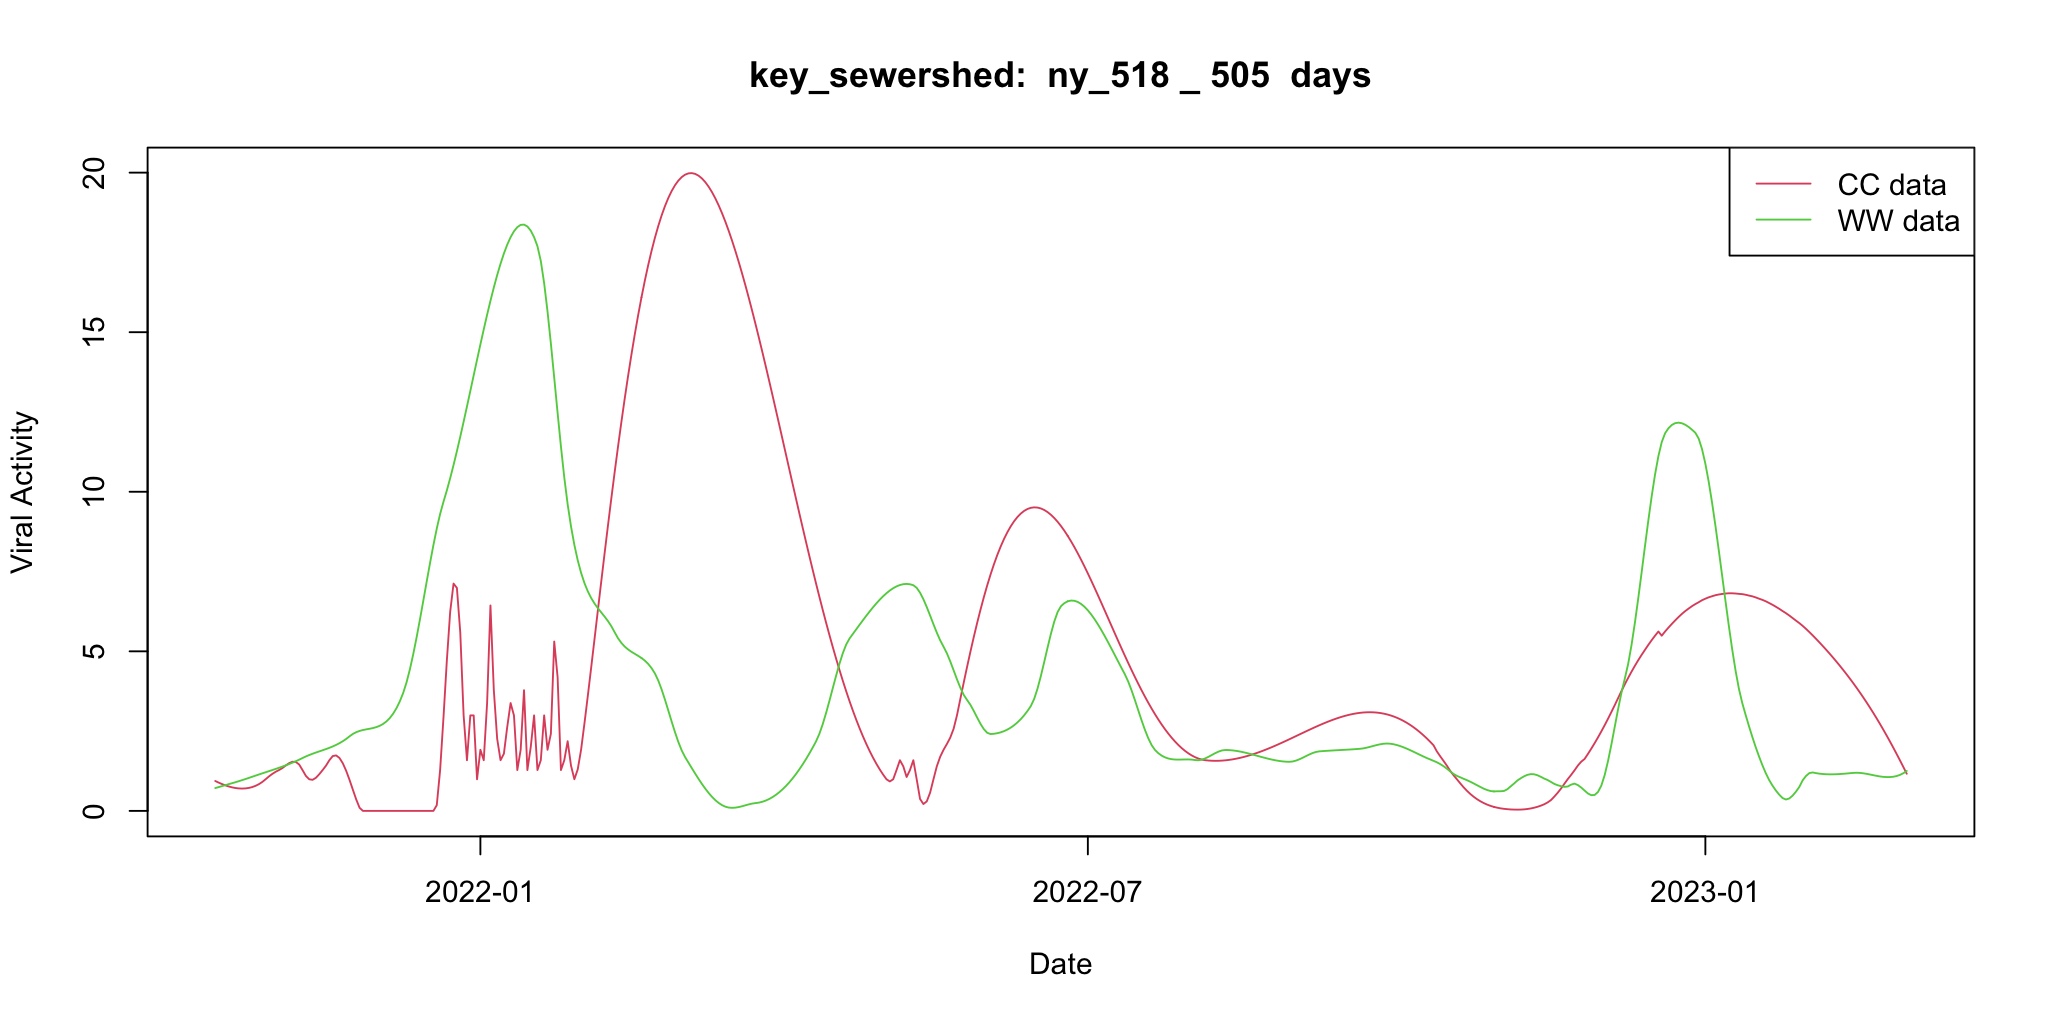 key_sewershed: ny_518 _ 505 days
CC data
WW data
Viral Activity
20
15
10
5
0
2022-01
2022-07
2023-01
Date